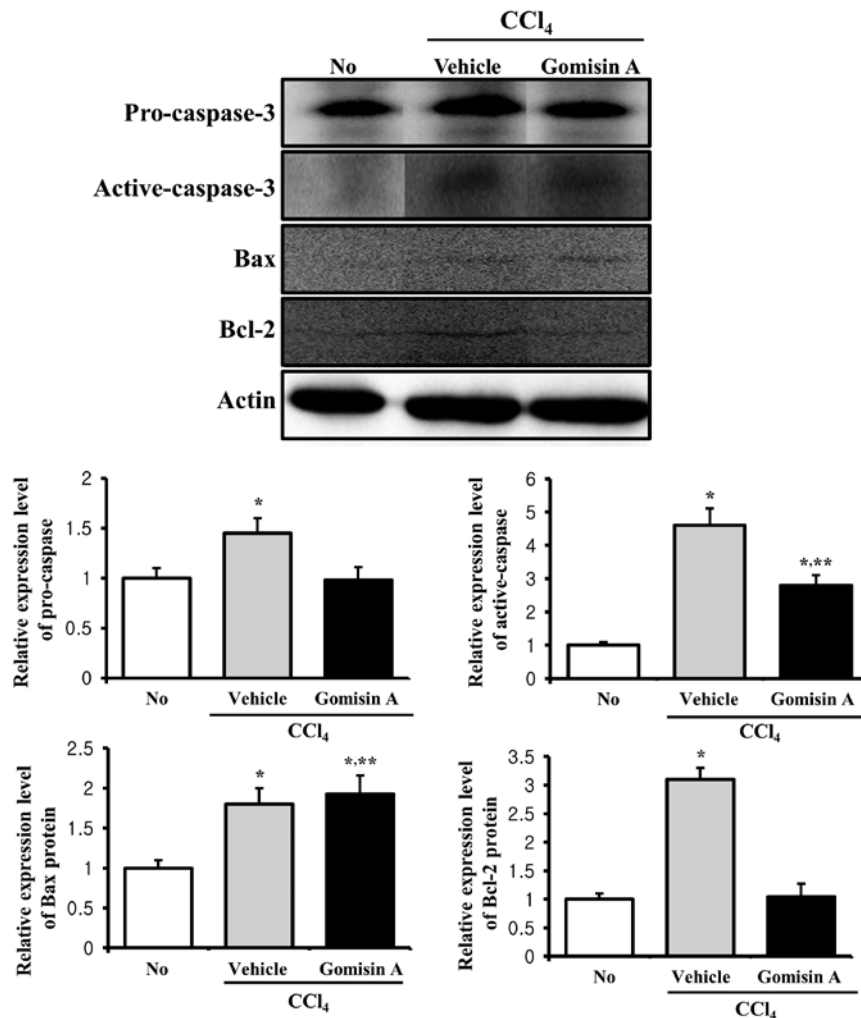 CCl₄
No Vehicle Gomisin A
Pro-caspase-3
Active-caspase-3
Bax
Bcl-2
Actin
Relative expression level
of pro-caspase
2
1.5
1
0.5
0
*
No Vehicle Gomisin A
CCl₄
Relative expression level
of active-caspase
6
5
4
3
2
1
0
*
*,**
No Vehicle Gomisin A
CCl₄
Relative expression level
of Bax protein
2.5
2
1.5
1
0.5
0
*
*,**
No Vehicle Gomisin A
CCl₄
Relative expression level
of Bcl-2 protein
3.5
3
2.5
2
1.5
1
0.5
0
*
No Vehicle Gomisin A
CCl₄